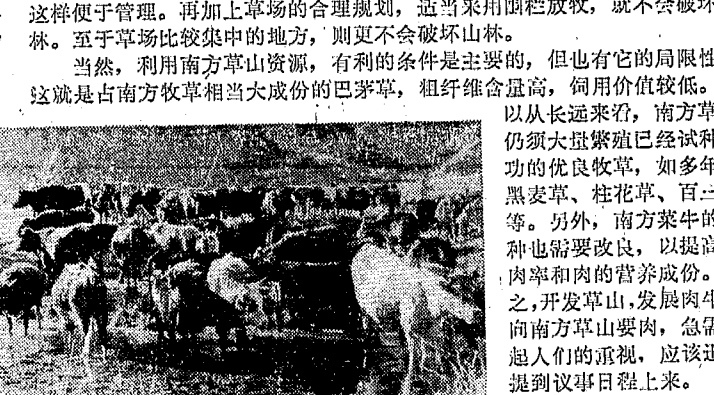 这样便于管理。再加上草场的合理规划，适当采用围栏放牧，就不会破坏
林。至于草场比较集中的地方，则更不会破坏山林。
当然，利用南方草山资源，有利的条件是主要的，但也有它的局限性
这就是占南方牧草相当大成份的巴茅草，粗纤维含量高，饲用价值较低。
以从长远来看，南方草
仍须大量繁殖已经试种
功的优良牧草，如多年
黑麦草、柱花草、百三
等。另外，南方菜牛的
种也需要改良，以提高
肉率和肉的营养成份。
之，开发草山，发展肉牛
向南方草山要肉，急需
起人们的重视，应该
提到议事日程上来。